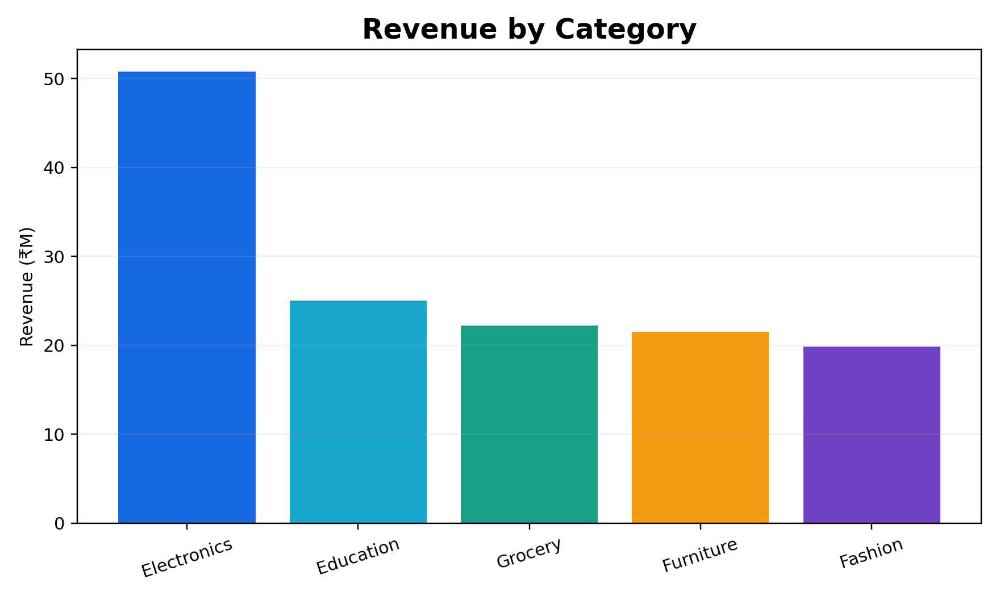 Revenue by Category
Revenue (₹M)
50
40
30
20
10
0
Electronics
Education
Grocery
Furniture
Fashion